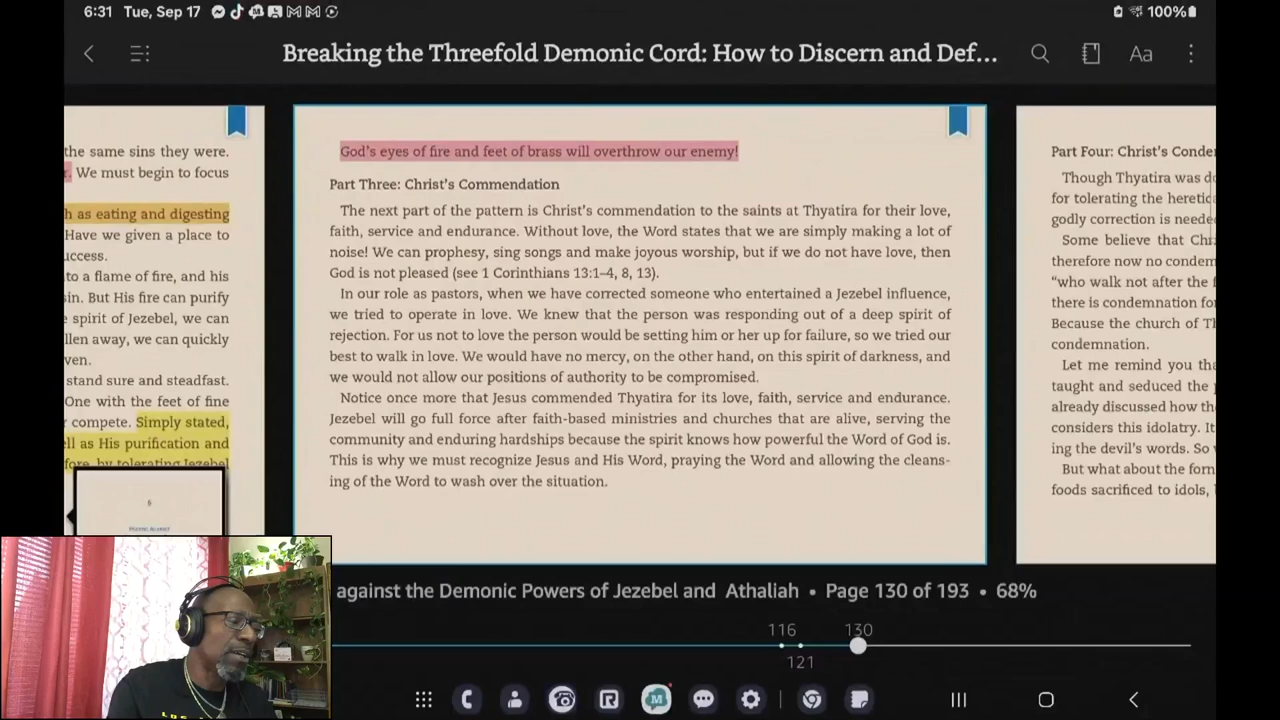 6:31 Tue, Sep 17
100%
Breaking the Threefold Demonic Cord: How to Discern and Def...
Aa
the same sins they were.
We must begin to focus
h as eating and digesting
Have we given a place to
uccess.
to a flame of fire, and his
sin. But His fire can purify
e spirit of Jezebel, we can
llen away, we can quickly
ven.
stand sure and steadfast.
One with the feet of fine
compete. Simply stated,
ell as His purification and
fore, by tolerating Jezebel
6
God's eyes of fire and feet of brass will overthrow our enemy!
Part Three: Christ's Commendation
The next part of the pattern is Christ's commendation to the saints at Thyatira for their love,
faith, service and endurance. Without love, the Word states that we are simply making a lot of
noise! We can prophesy, sing songs and make joyous worship, but if we do not have love, then
God is not pleased (see 1 Corinthians 13:1–4, 8, 13).
In our role as pastors, when we have corrected someone who entertained a Jezebel influence,
we tried to operate in love. We knew that the person was responding out of a deep spirit of
rejection. For us not to love the person would be setting him or her up for failure, so we tried our
best to walk in love. We would have no mercy, on the other hand, on this spirit of darkness, and
we would not allow our positions of authority to be compromised.
Notice once more that Jesus commended Thyatira for its love, faith, service and endurance.
Jezebel will go full force after faith-based ministries and churches that are alive, serving the
community and enduring hardships because the spirit knows how powerful the Word of God is.
This is why we must recognize Jesus and His Word, praying the Word and allowing the cleans-
ing of the Word to wash over the situation.
Part Four: Christ's Conde
Though Thyatira was do
for tolerating the heretic
godly correction is neede
Some believe that Chr
therefore now no condem
"who walk not after the f
there is condemnation fo
Because the church of Th
condemnation.
Let me remind you tha
taught and seduced the
already discussed how th
considers this idolatry. It
ing the devil's words. So
But what about the forn
foods sacrificed to idols,
against the Demonic Powers of Jezebel and Athaliah • Page 130 of 193 • 68%
116
130
121